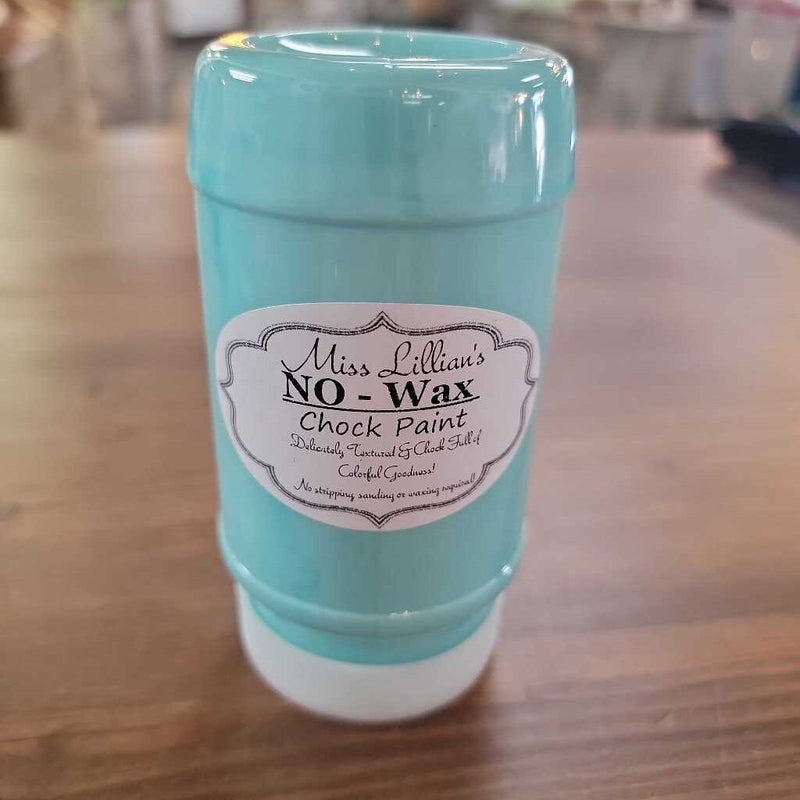 Miss Lillian's
NO - Wax
Chock Paint
Delicately Textured & Chock Full of
Colorful Goodness!
No stripping sanding or waxing required!